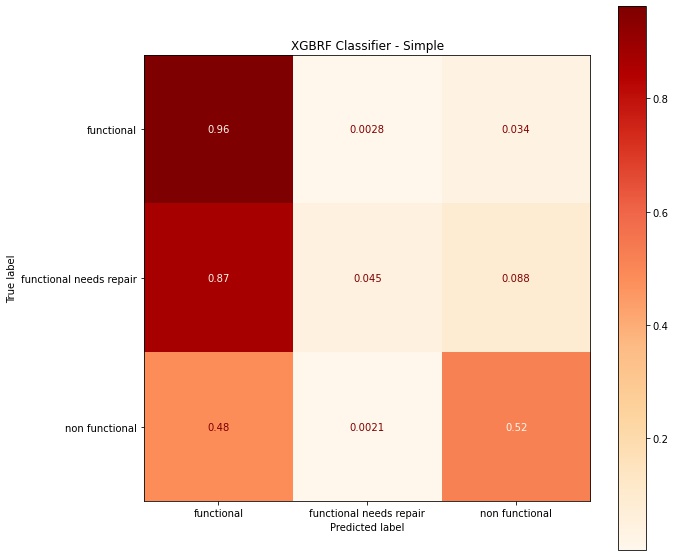 XGBRF Classifier - Simple
True label
functional
0.96
0.0028
0.034
functional needs repair
0.87
0.045
0.088
non functional
0.48
0.0021
0.52
functional
functional needs repair
non functional
Predicted label
0.8
0.6
0.4
0.2